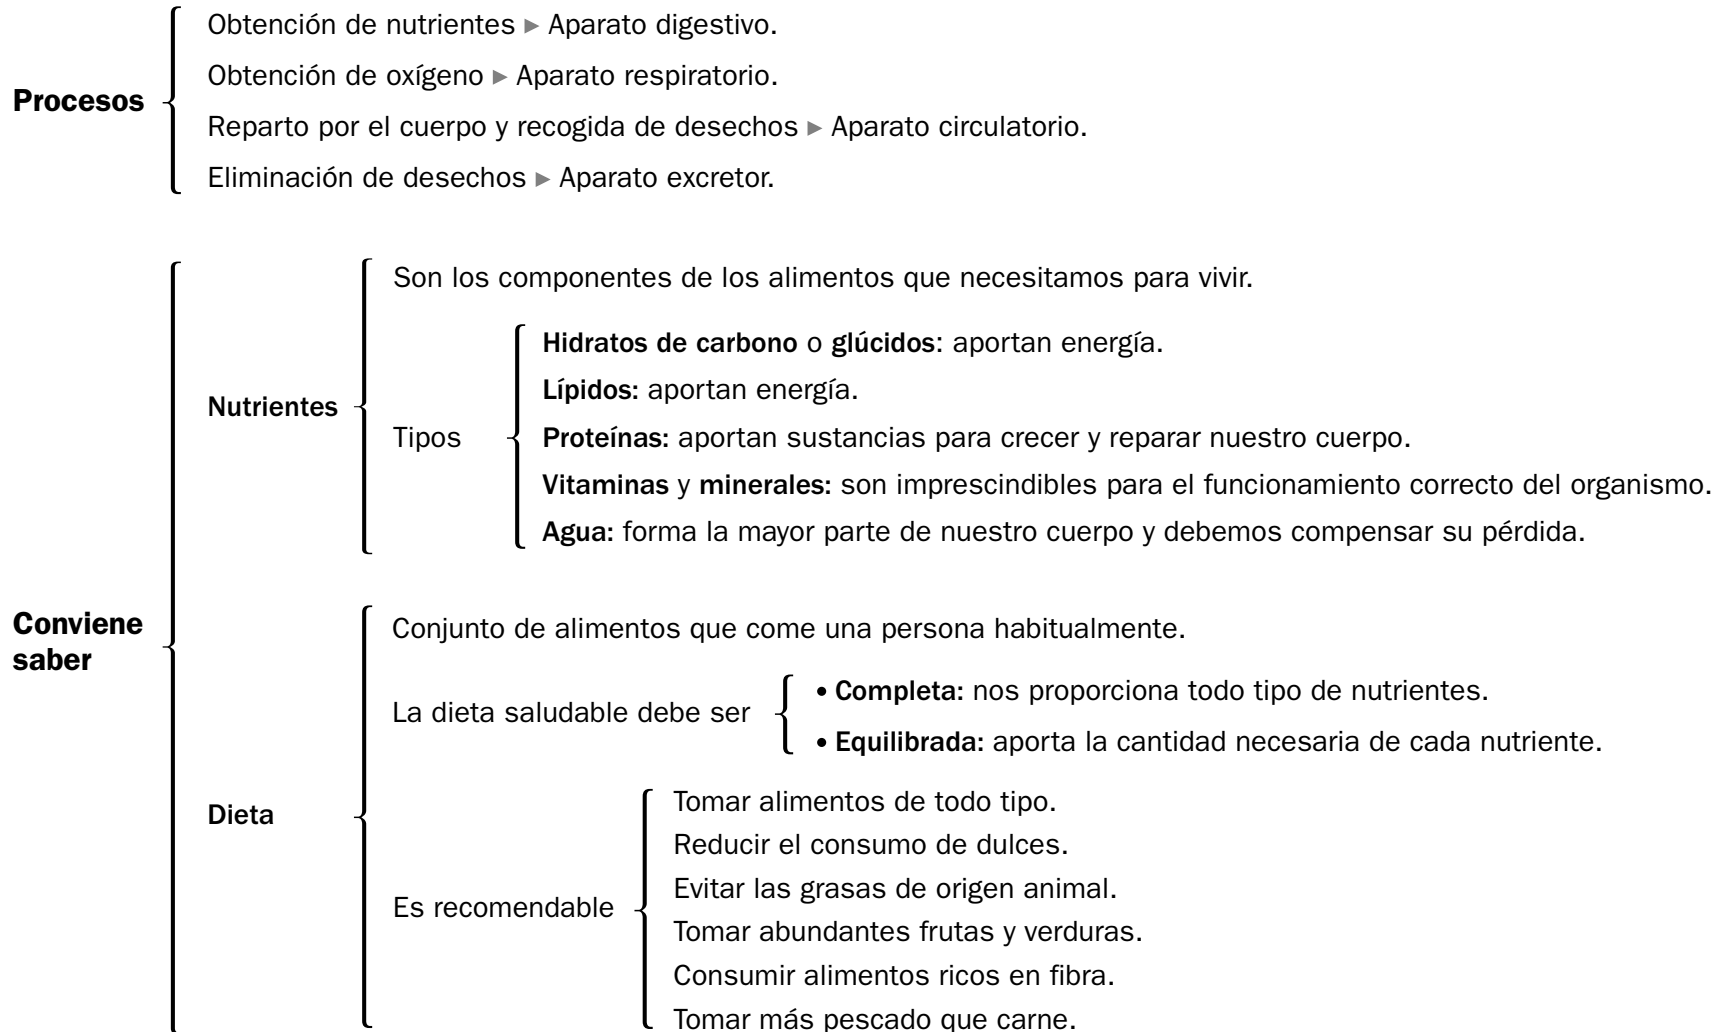 Procesos
Obtención de nutrientes ▸ Aparato digestivo.
Obtención de oxígeno ▸ Aparato respiratorio.
Reparto por el cuerpo y recogida de desechos ▸ Aparato circulatorio.
Eliminación de desechos ▸ Aparato excretor.
Conviene
saber
Nutrientes
Son los componentes de los alimentos que necesitamos para vivir.
Tipos
Hidratos de carbono o glúcidos: aportan energía.
Lípidos: aportan energía.
Proteínas: aportan sustancias para crecer y reparar nuestro cuerpo.
Vitaminas y minerales: son imprescindibles para el funcionamiento correcto del organismo.
Agua: forma la mayor parte de nuestro cuerpo y debemos compensar su pérdida.
Dieta
Conjunto de alimentos que come una persona habitualmente.
La dieta saludable debe ser
• Completa: nos proporciona todo tipo de nutrientes.
• Equilibrada: aporta la cantidad necesaria de cada nutriente.
Es recomendable
Tomar alimentos de todo tipo.
Reducir el consumo de dulces.
Evitar las grasas de origen animal.
Tomar abundantes frutas y verduras.
Consumir alimentos ricos en fibra.
Tomar más pescado que carne.